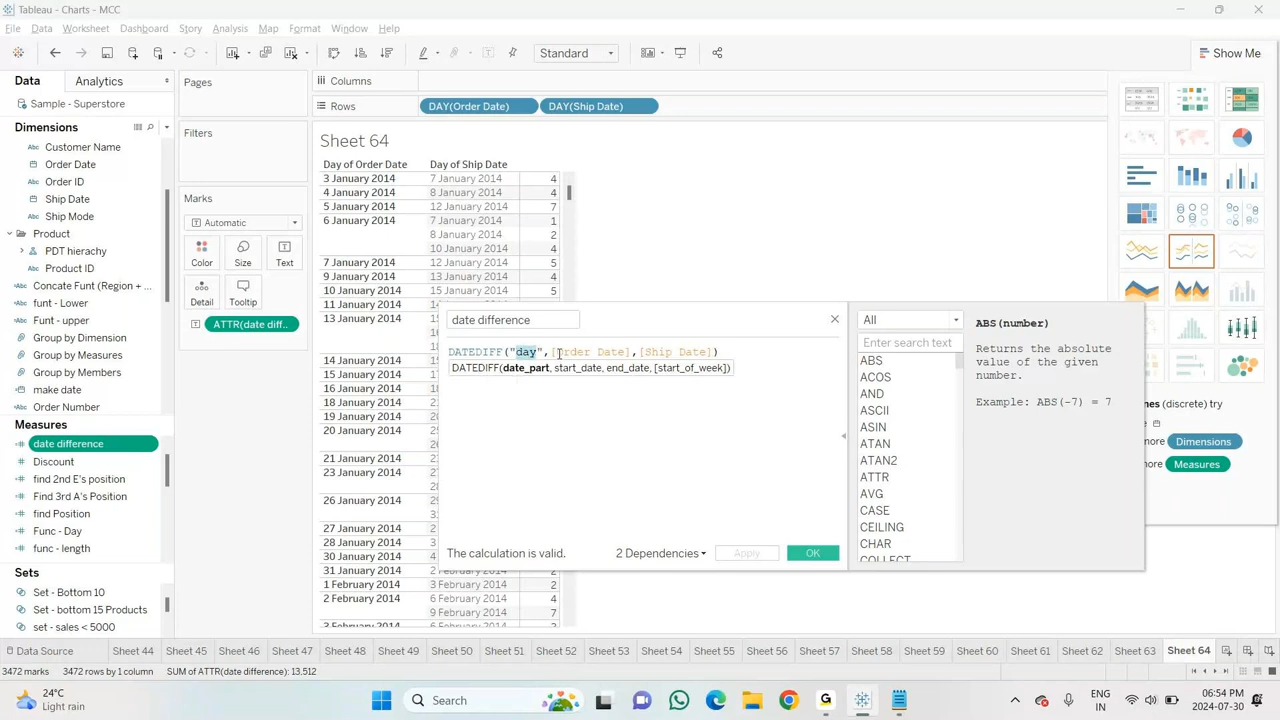 Tableau - Charts - MCC
File Data Worksheet Dashboard Story Analysis Map Format Window Help
Standard
Show Me
Data Analytics
Pages
Columns
Sample - Superstore
Rows DAY(Order Date) DAY(Ship Date)
Dimensions
Filters
Sheet 64
Customer Name
Order Date
Order ID
Ship Date
Ship Mode
Product
PDT hierachy
Product ID
Concate Funt (Region + ...
funt - Lower
Funt - upper
Group by Dimension
Group by Measures
Group by Members
make date
Order Number
Measures
date difference
Discount
find 2nd E's position
Find 3rd A's Position
find Position
Func - Day
func - length
Sets
Set - Bottom 10
Set - bottom 15 Products
set - sales < 5000
Marks
Automatic
Color Size Text
Detail Tooltip
ATTR(date diff..
Day of Order Date Day of Ship Date
3 January 2014 7 January 2014 4
4 January 2014 8 January 2014 4
5 January 2014 12 January 2014 7
6 January 2014 7 January 2014 1
8 January 2014 2
10 January 2014 4
7 January 2014 12 January 2014 5
9 January 2014 13 January 2014 4
10 January 2014 15 January 2014 5
11 January 2014
13 January 2014
14 January 2014
15 January 2014
16 January 2014
18 January 2014
19 January 2014
20 January 2014
21 January 2014
23 January 2014
26 January 2014
27 January 2014
28 January 2014
30 January 2014
31 January 2014 2
1 February 2014 3 February 2014 2
2 February 2014 6 February 2014 4
9 February 2014 7
3 February 2014 6 February 2014
date difference
DATEDIFF("day",[Order Date],[Ship Date])
DATEDIFF(date_part, start_date, end_date, [start_of_week])
The calculation is valid.
2 Dependencies
Apply
OK
All
Enter search text
ABS
ACOS
AND
ASCII
ASIN
ATAN
ATAN2
ATTR
AVG
CASE
CEILING
CHAR
COLLECT
ABS(number)
Returns the absolute
value of the given
number.
Example: ABS(-7) = 7
nes (discrete) try
more Dimensions
more Measures
Data Source Sheet 44 Sheet 45 Sheet 46 Sheet 47 Sheet 48 Sheet 49 Sheet 50 Sheet 51 Sheet 52 Sheet 53 Sheet 54 Sheet 55 Sheet 56 Sheet 57 Sheet 58 Sheet 59 Sheet 60 Sheet 61 Sheet 62 Sheet 63 Sheet 64
3472 marks 3472 rows by 1 column SUM of ATTR(date difference): 13.512
24°C
Light rain
Search
ENG
IN
06:54 PM
2024-07-30